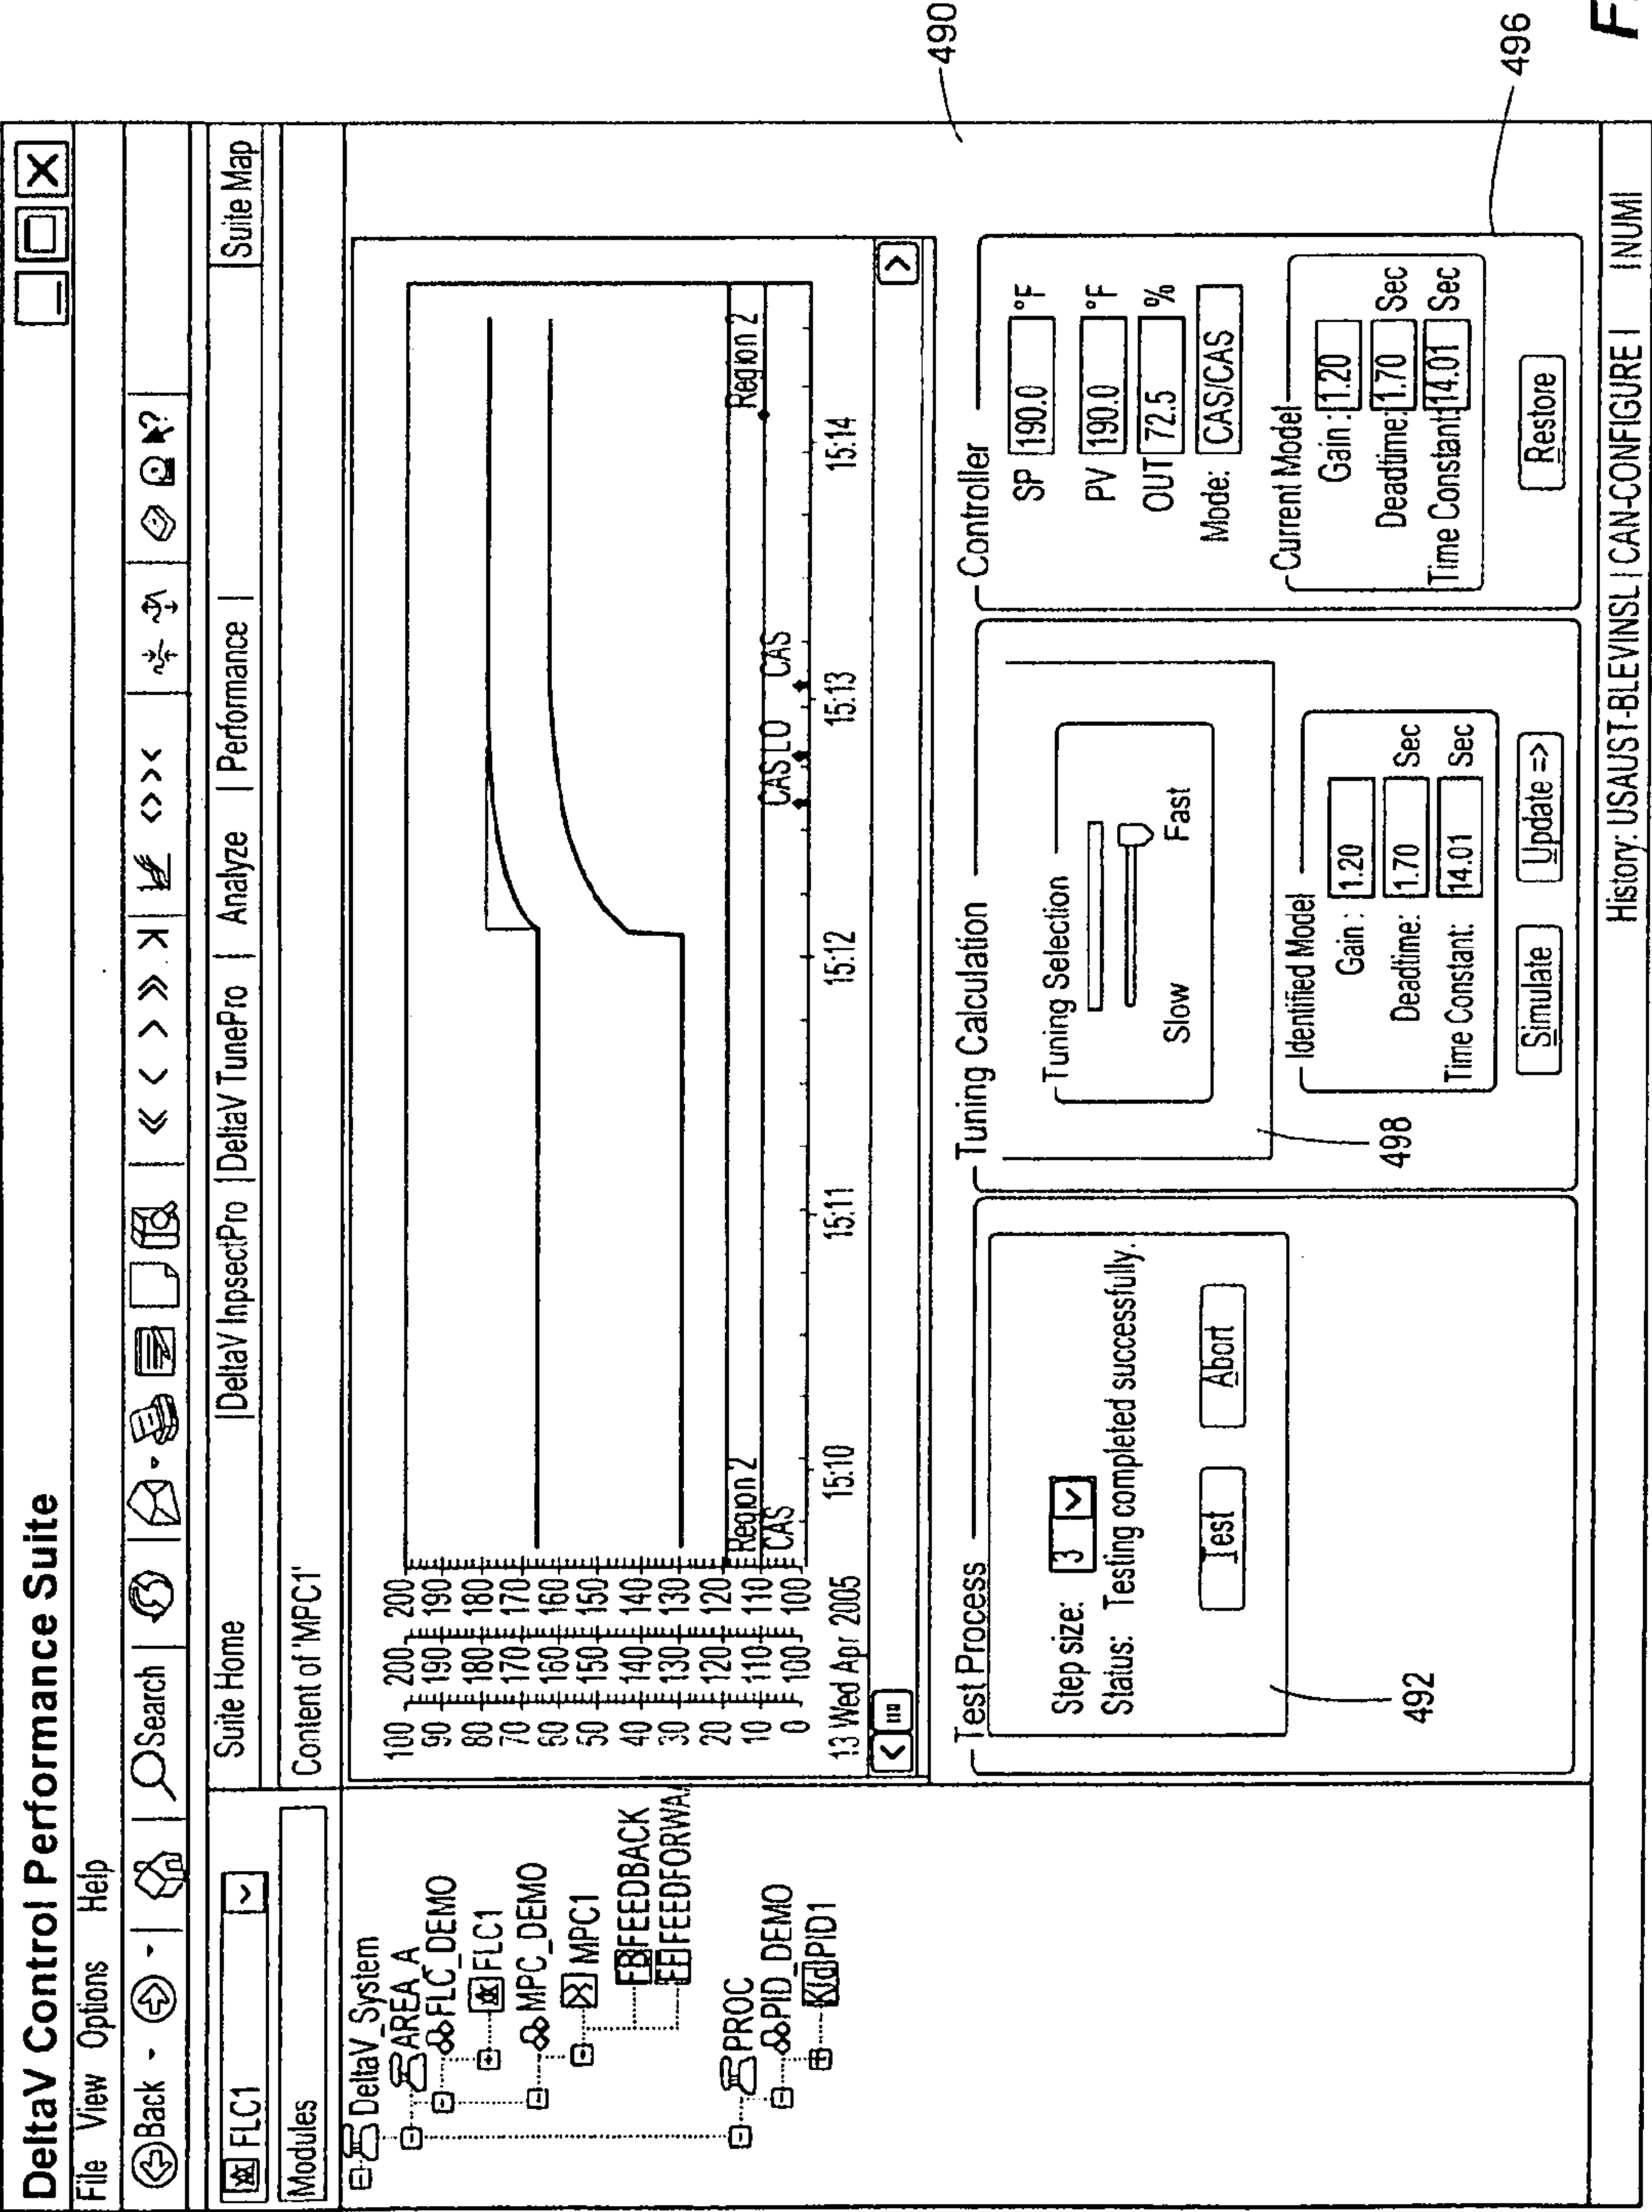 DeltaV Control Performance Suite
File View Options Help
Back Search
FLC1
Suite Home |DeltaV InpsectPro |DeltaV TunePro | Analyze | Performance | |Suite Map
Modules
Content of 'MPC1'
DeltaV_System
AREA_A
FLC_DEMO
FLC1
MPC_DEMO
MPC1
FB FEEDBACK
FF FEEDFORWA
PROC
PID_DEMO
PID1
100 200 200
90 190 190
80 180 180
70 170 170
60 160 160
50 150 150
40 140 140
30 130 130
20 120 120
10 110 110
0 100 100
Region 2 Region 2
CAS CAS LO CAS
15:10 15:11 15:12 15:13 15:14
13 Wed Apr 2005
Test Process
Step size: 3
Status: Testing completed successfully.
Test Abort
492
Tuning Calculation
Tuning Selection
Slow Fast
498
Identified Model
Gain : 1.20
Deadtime: 1.70 Sec
Time Constant: 14.01 Sec
Simulate Update =>
Controller
SP 190.0 °F
PV 190.0 °F
OUT 72.5 %
Mode: CAS/CAS
Current Model
Gain : 1.20
Deadtime: 1.70 Sec
Time Constant: 14.01 Sec
Restore
490
496
History: USAUST-BLEVINSL | CAN-CONFIGURE | |NUM|
F